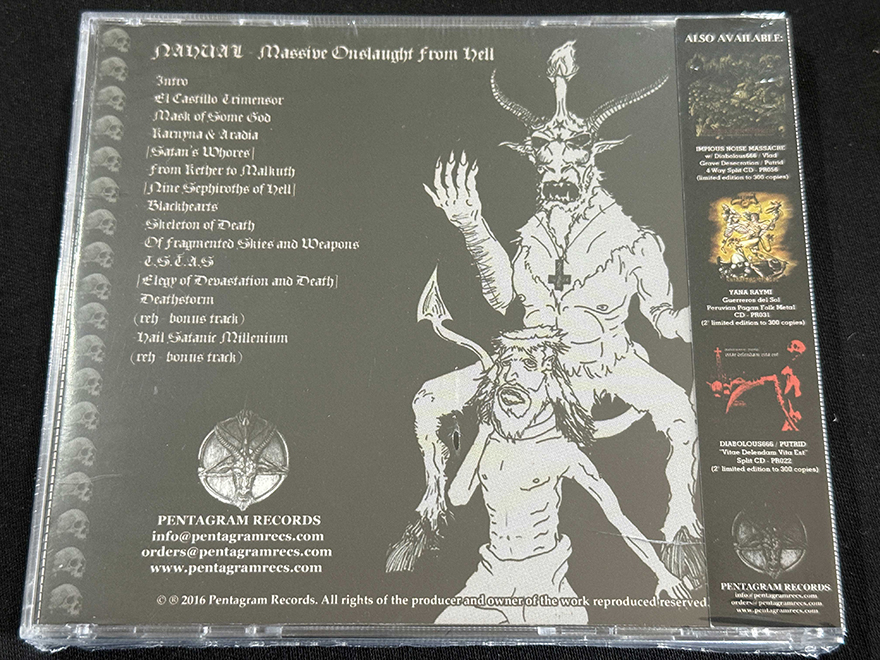 NAHUAL - Massive Onslaught From Hell
Intro
El Castillo Trimensor
Mask of Some God
Karnyna & Aradia
[Satan's Whores]
From Kether to Malkuth
[Nine Sephiroths of Hell]
Blackhearts
Skeleton of Death
Of Fragmented Skies and Weapons
T.S.T.A.S
[Elegy of Devastation and Death]
Deathstorm
(reh - bonus track)
Hail Satanic Millenium
(reh - bonus track)
PENTAGRAM RECORDS
info@pentagramrecs.com
orders@pentagramrecs.com
www.pentagramrecs.com
© ® 2016 Pentagram Records. All rights of the producer and owner of the work reproduced reserved.
ALSO AVAILABLE:
IMPIOUS NOISE MASSACRE
w/ Diabolous666 / Vlad
Grave Desecration / Putrid
4 Way Split CD - PR056
(limited edition to 300 copies)
YANA RAYMI
Guerreros del Sol
Peruvian Pagan Folk Metal
CD - PR031
(2' limited edition to 300 copies)
DIABOLOUS666 / PUTRID
"Vitae Delendam Vita Est"
Split CD - PR022
(2' limited edition to 300 copies)
PENTAGRAM RECORDS
info@pentagramrecs.com
orders@pentagramrecs.com
www.pentagramrecs.com